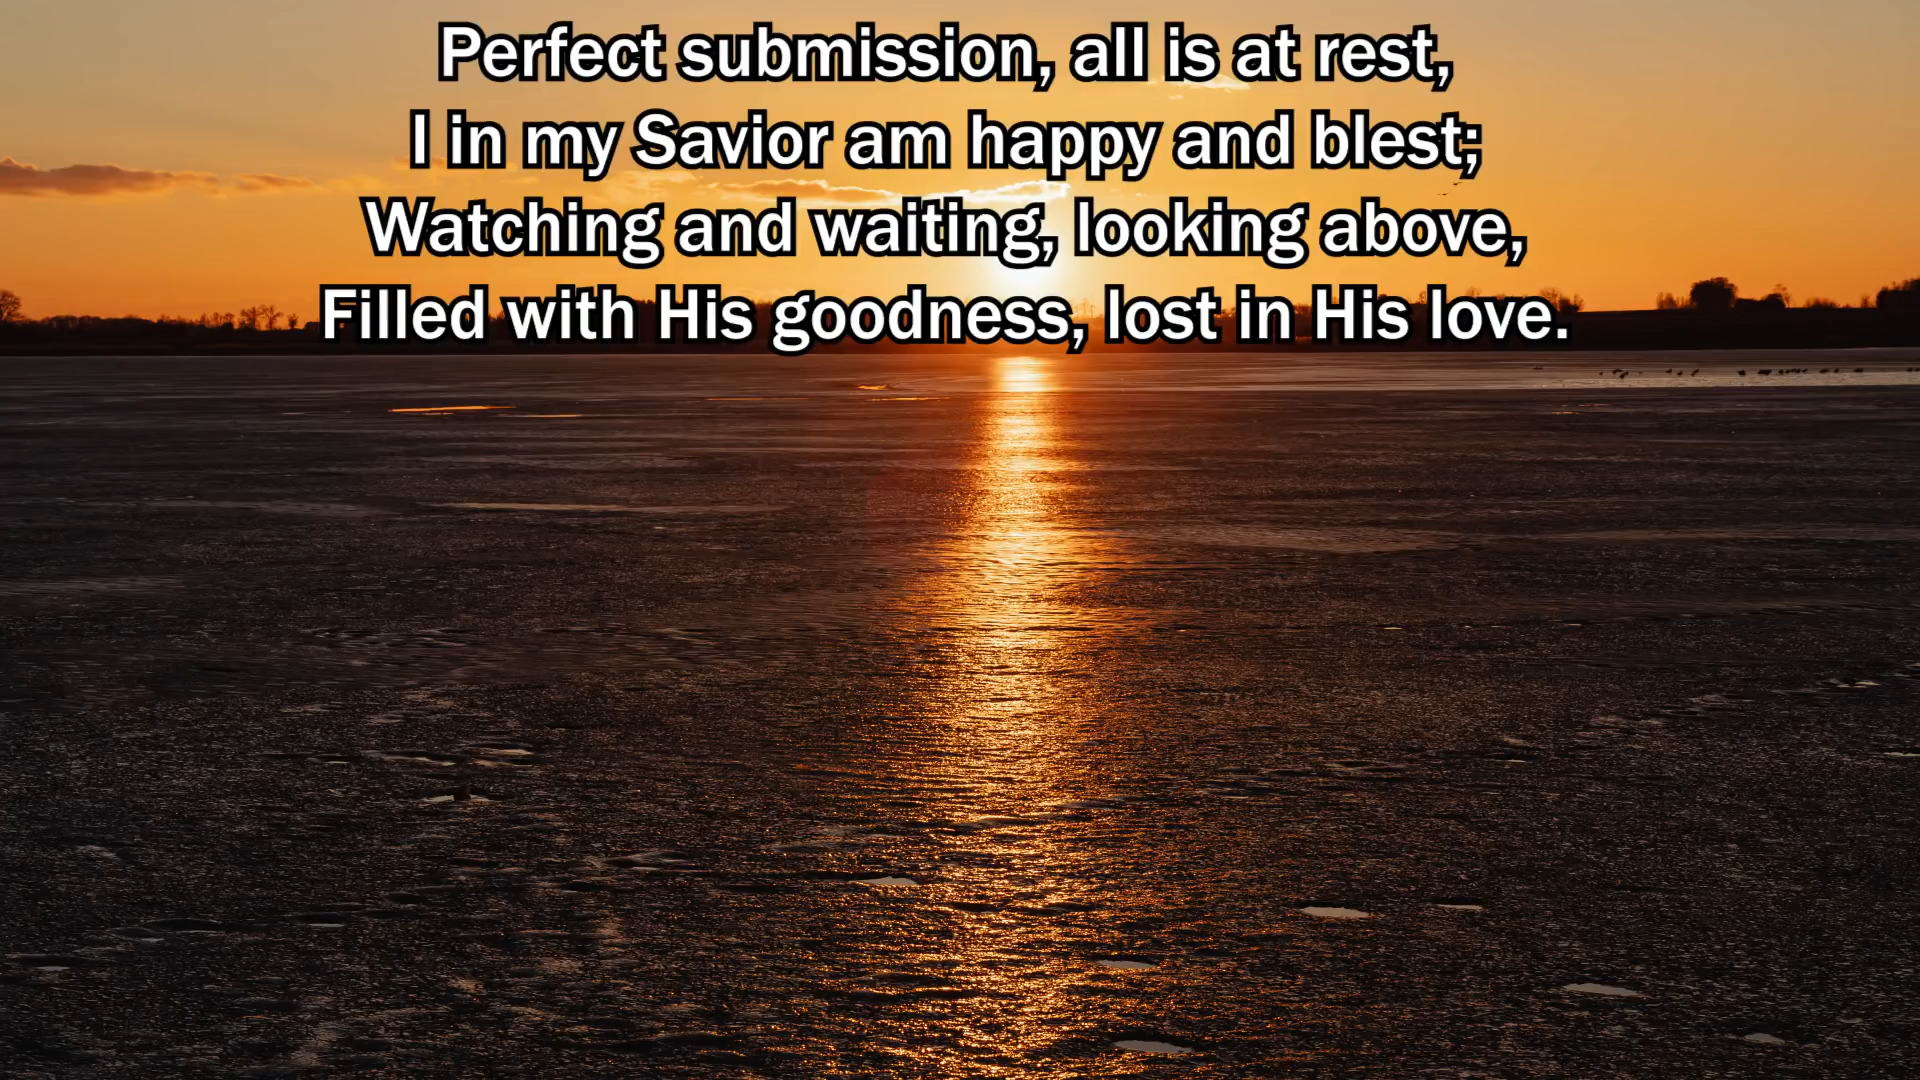 Perfect submission, all is at rest,
I in my Savior am happy and blest;
Watching and waiting, looking above,
Filled with His goodness, lost in His love.